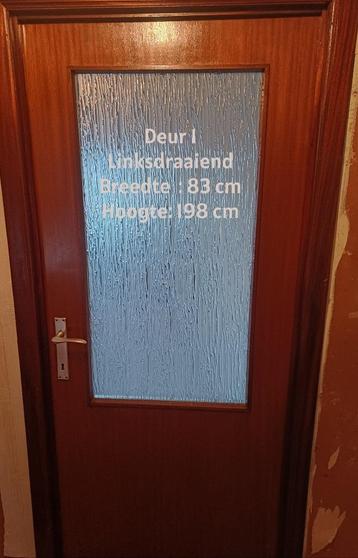 Deur 1
Linksdraaiend
Breedte : 83 cm
Hoogte: 198 cm